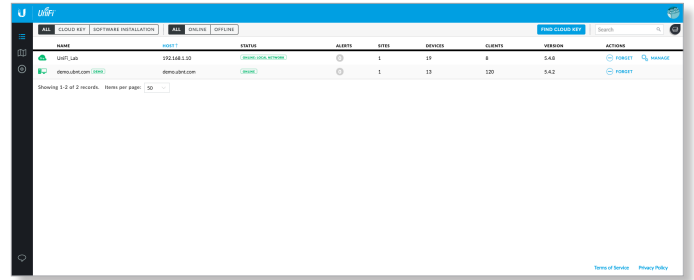 U UniFi
ALL CLOUD KEY SOFTWARE INSTALLATION ALL ONLINE OFFLINE FIND CLOUD KEY Search
NAME HOST STATUS ALERTS SITES DEVICES CLIENTS VERSION ACTIONS
UniFi_Lab 192.168.1.10 ONLINE: LOCAL NETWORK 0 1 19 8 5.4.8 FORGET MANAGE
demo.ubnt.com DEMO demo.ubnt.com ONLINE 0 1 13 120 5.4.2 FORGET
Showing 1-2 of 2 records. Items per page: 50
Terms of Service Privacy Policy